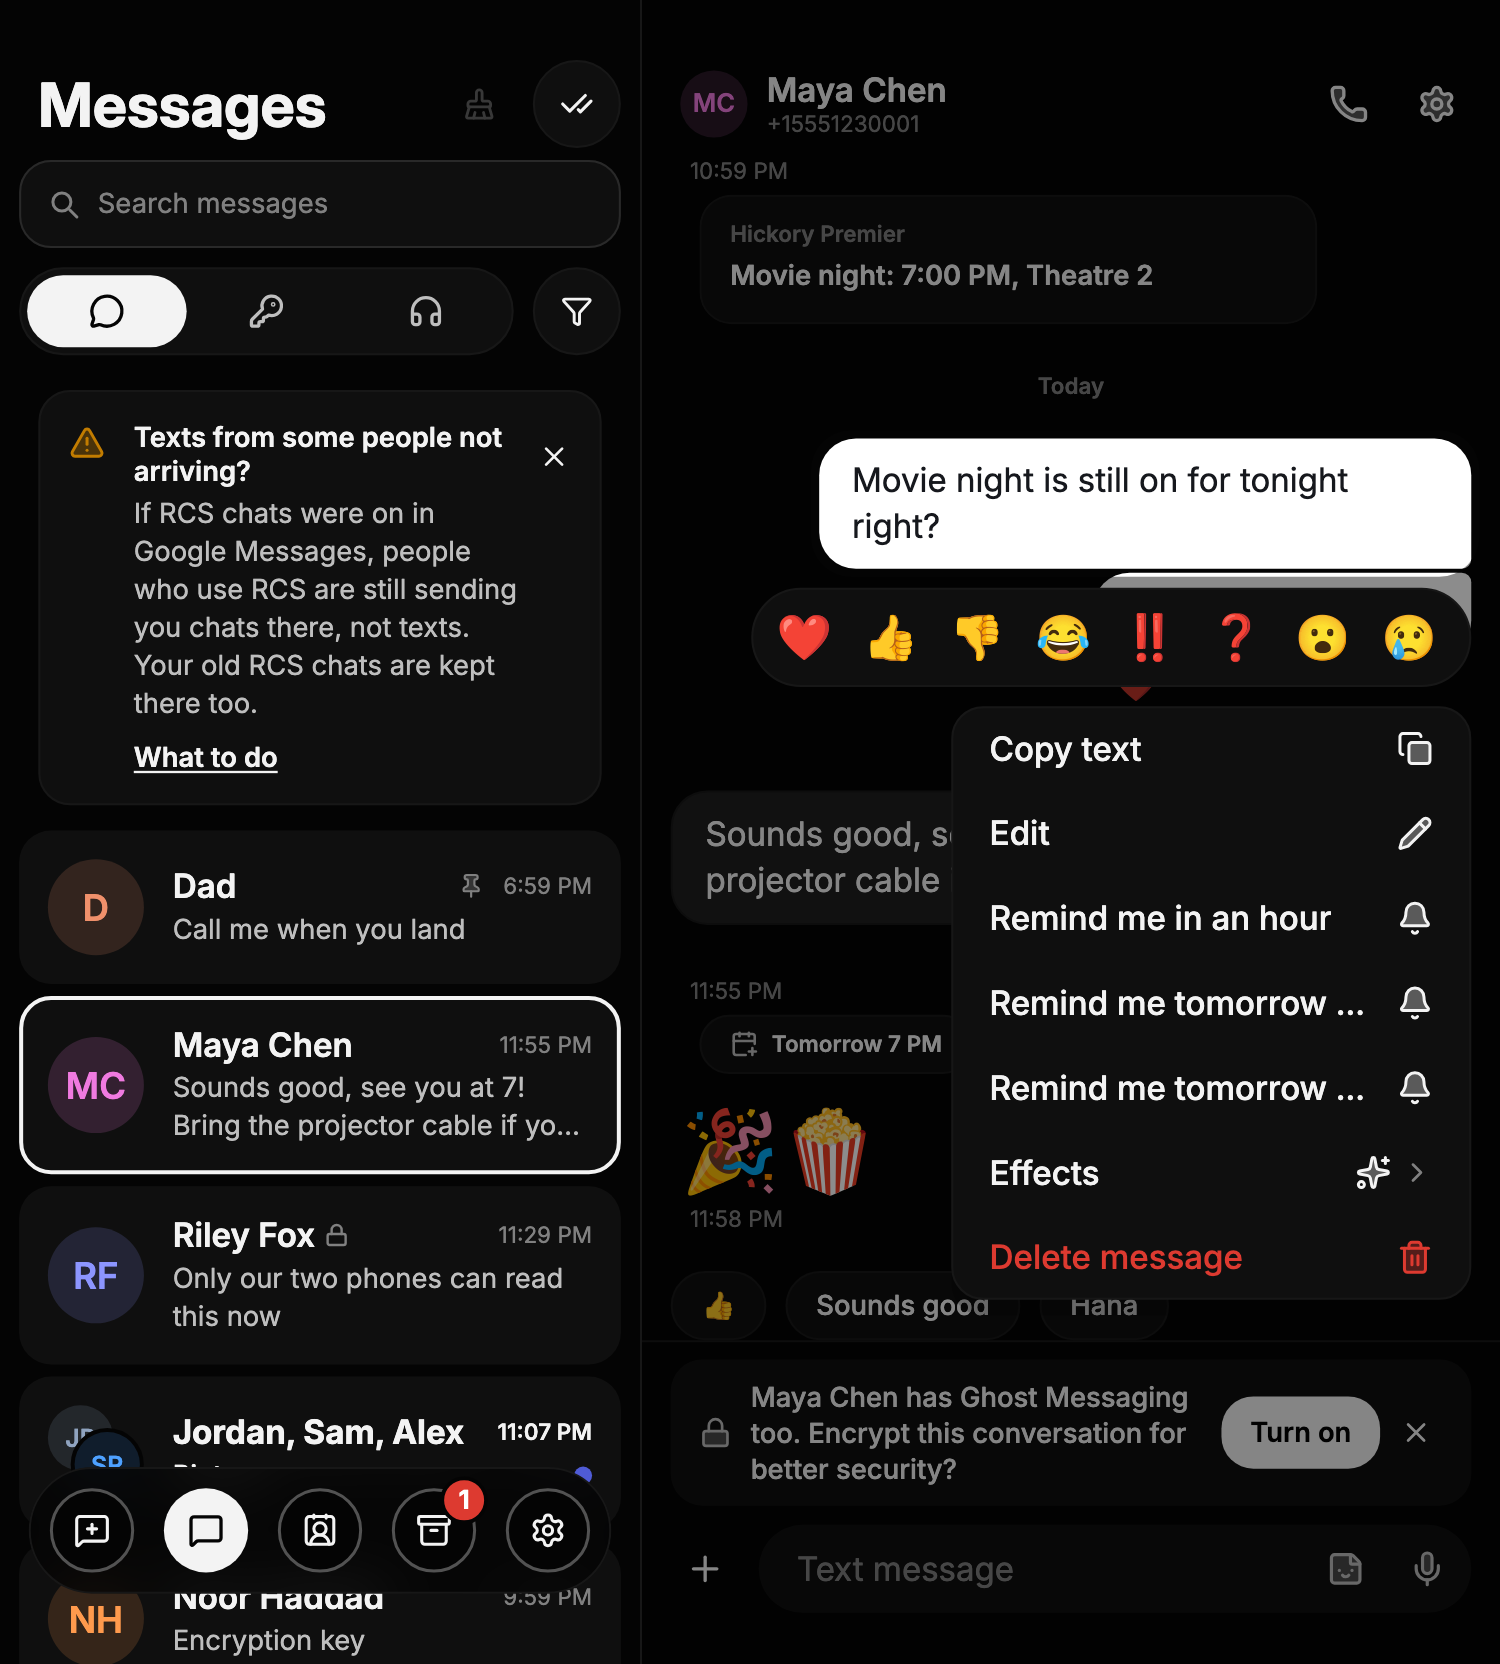 Messages
Search messages
Texts from some people not
arriving?
If RCS chats were on in
Google Messages, people
who use RCS are still sending
you chats there, not texts.
Your old RCS chats are kept
there too.
What to do
D
Dad
6:59 PM
Call me when you land
MC
Maya Chen
11:55 PM
Sounds good, see you at 7!
Bring the projector cable if yo...
RF
Riley Fox
11:29 PM
Only our two phones can read
this now
SP
Jordan, Sam, Alex
11:07 PM
1
NH
Noor Haddad
9:59 PM
Encryption key
MC
Maya Chen
+15551230001
10:59 PM
Hickory Premier
Movie night: 7:00 PM, Theatre 2
Today
Movie night is still on for tonight
right?
Copy text
Edit
Remind me in an hour
Remind me tomorrow ...
Remind me tomorrow ...
Effects
Delete message
Sounds good, s
projector cable
11:55 PM
Tomorrow 7 PM
11:58 PM
Sounds good
Haha
Maya Chen has Ghost Messaging
too. Encrypt this conversation for
better security?
Turn on
Text message